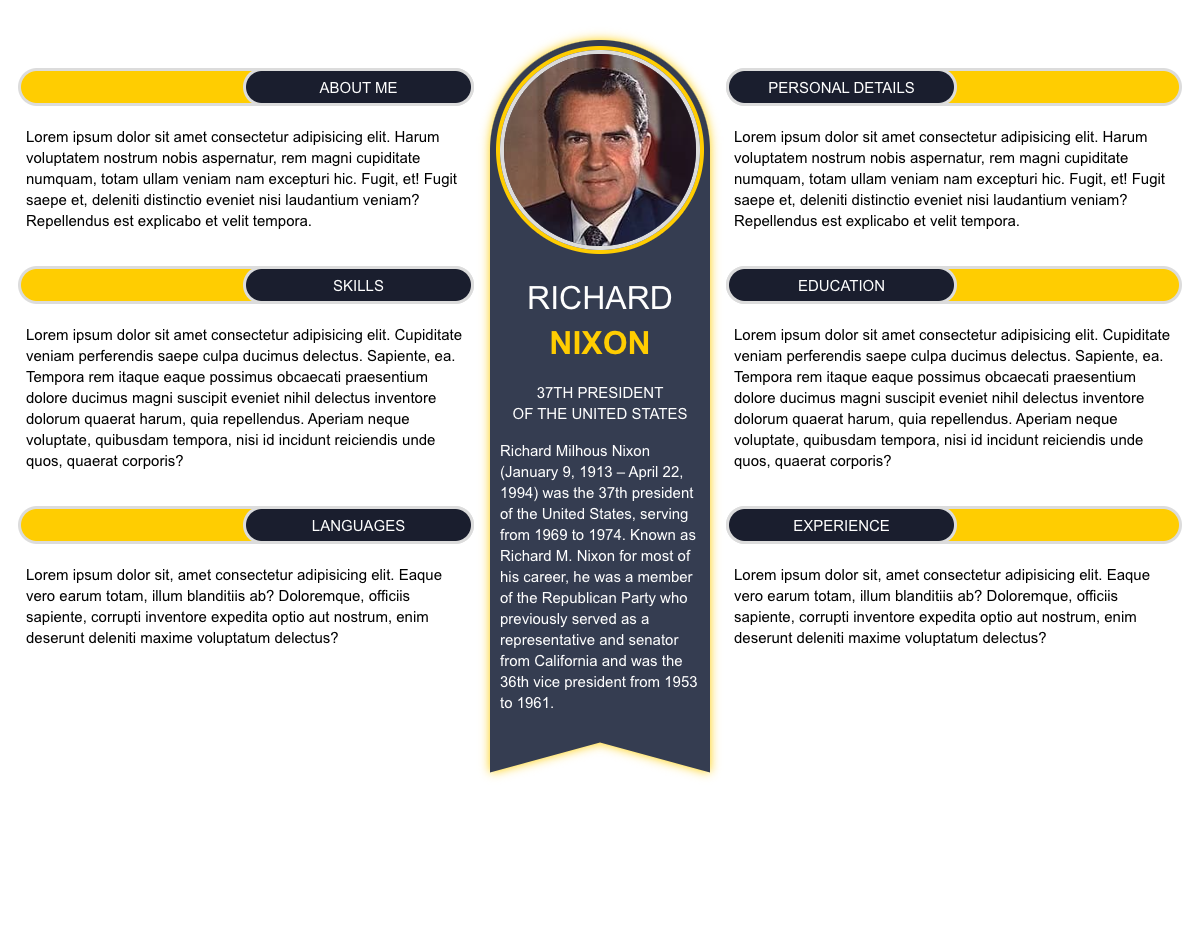 ABOUT ME
Lorem ipsum dolor sit amet consectetur adipisicing elit. Harum
voluptatem nostrum nobis aspernatur, rem magni cupiditate
numquam, totam ullam veniam nam excepturi hic. Fugit, et! Fugit
saepe et, deleniti distinctio eveniet nisi laudantium veniam?
Repellendus est explicabo et velit tempora.
SKILLS
Lorem ipsum dolor sit amet consectetur adipisicing elit. Cupiditate
veniam perferendis saepe culpa ducimus delectus. Sapiente, ea.
Tempora rem itaque eaque possimus obcaecati praesentium
dolore ducimus magni suscipit eveniet nihil delectus inventore
dolorum quaerat harum, quia repellendus. Aperiam neque
voluptate, quibusdam tempora, nisi id incidunt reiciendis unde
quos, quaerat corporis?
LANGUAGES
Lorem ipsum dolor sit, amet consectetur adipisicing elit. Eaque
vero earum totam, illum blanditiis ab? Doloremque, officiis
sapiente, corrupti inventore expedita optio aut nostrum, enim
deserunt deleniti maxime voluptatum delectus?
RICHARD
NIXON
37TH PRESIDENT
OF THE UNITED STATES
Richard Milhous Nixon
(January 9, 1913 – April 22,
1994) was the 37th president
of the United States, serving
from 1969 to 1974. Known as
Richard M. Nixon for most of
his career, he was a member
of the Republican Party who
previously served as a
representative and senator
from California and was the
36th vice president from 1953
to 1961.
PERSONAL DETAILS
Lorem ipsum dolor sit amet consectetur adipisicing elit. Harum
voluptatem nostrum nobis aspernatur, rem magni cupiditate
numquam, totam ullam veniam nam excepturi hic. Fugit, et! Fugit
saepe et, deleniti distinctio eveniet nisi laudantium veniam?
Repellendus est explicabo et velit tempora.
EDUCATION
Lorem ipsum dolor sit amet consectetur adipisicing elit. Cupiditate
veniam perferendis saepe culpa ducimus delectus. Sapiente, ea.
Tempora rem itaque eaque possimus obcaecati praesentium
dolore ducimus magni suscipit eveniet nihil delectus inventore
dolorum quaerat harum, quia repellendus. Aperiam neque
voluptate, quibusdam tempora, nisi id incidunt reiciendis unde
quos, quaerat corporis?
EXPERIENCE
Lorem ipsum dolor sit, amet consectetur adipisicing elit. Eaque
vero earum totam, illum blanditiis ab? Doloremque, officiis
sapiente, corrupti inventore expedita optio aut nostrum, enim
deserunt deleniti maxime voluptatum delectus?